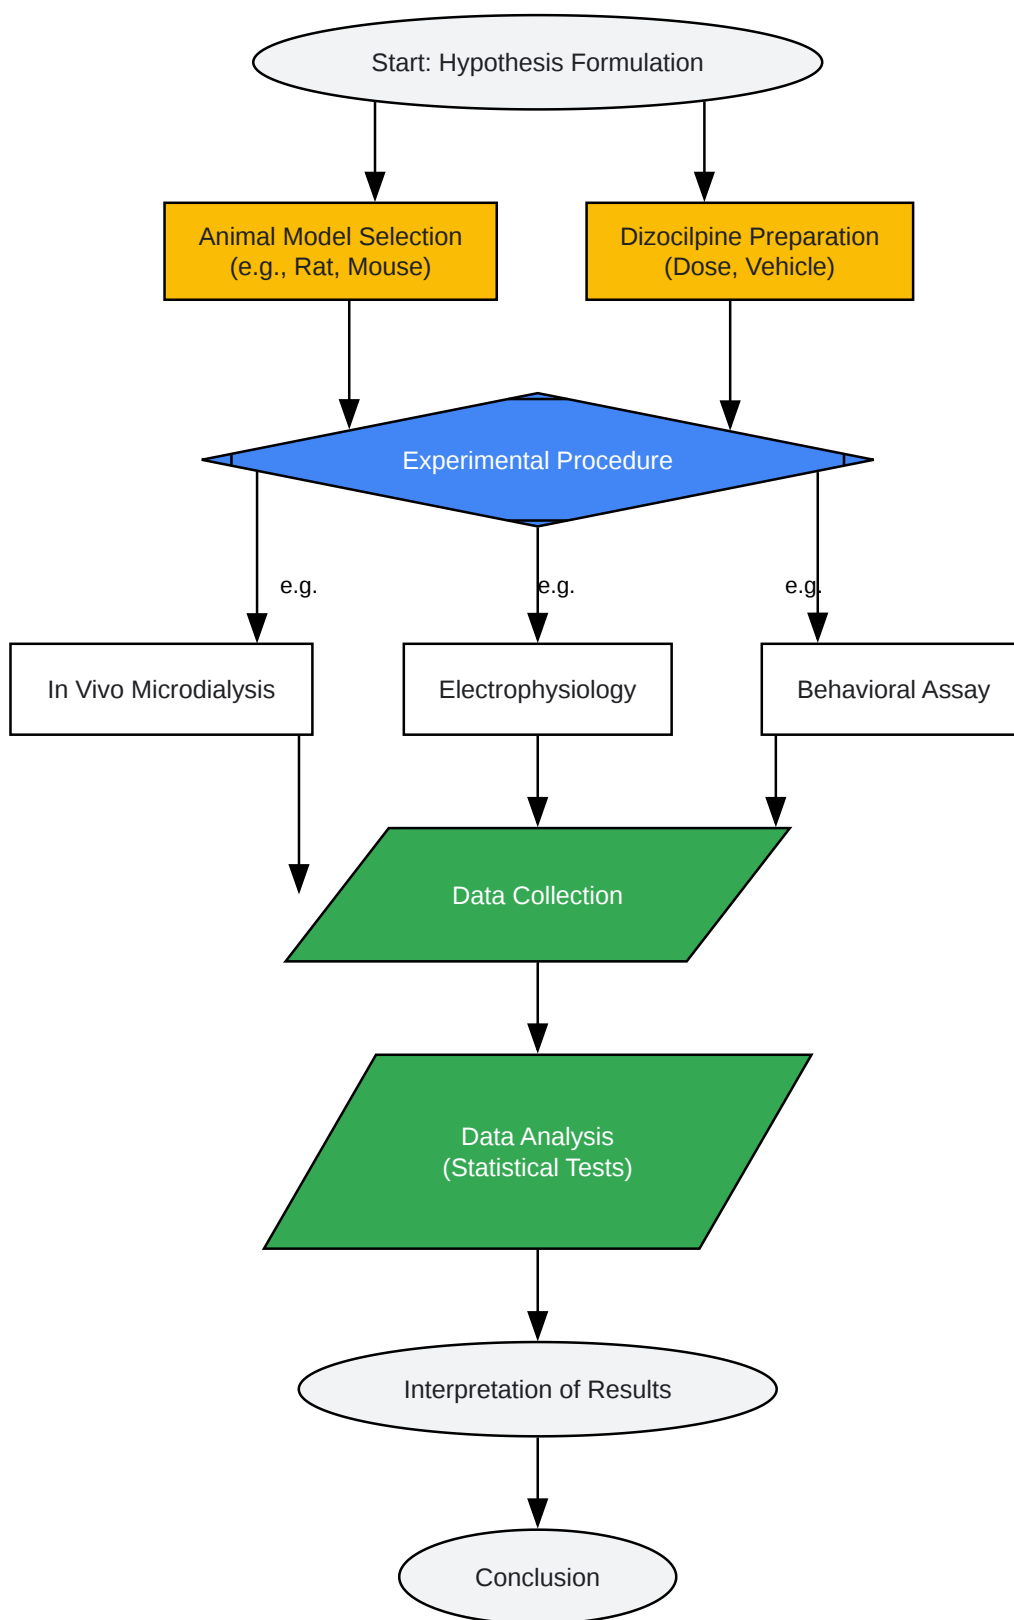 Start: Hypothesis Formulation
Animal Model Selection
(e.g., Rat, Mouse)
Dizocilpine Preparation
(Dose, Vehicle)
Experimental Procedure
e.g.
e.g.
e.g.
In Vivo Microdialysis
Electrophysiology
Behavioral Assay
Data Collection
Data Analysis
(Statistical Tests)
Interpretation of Results
Conclusion